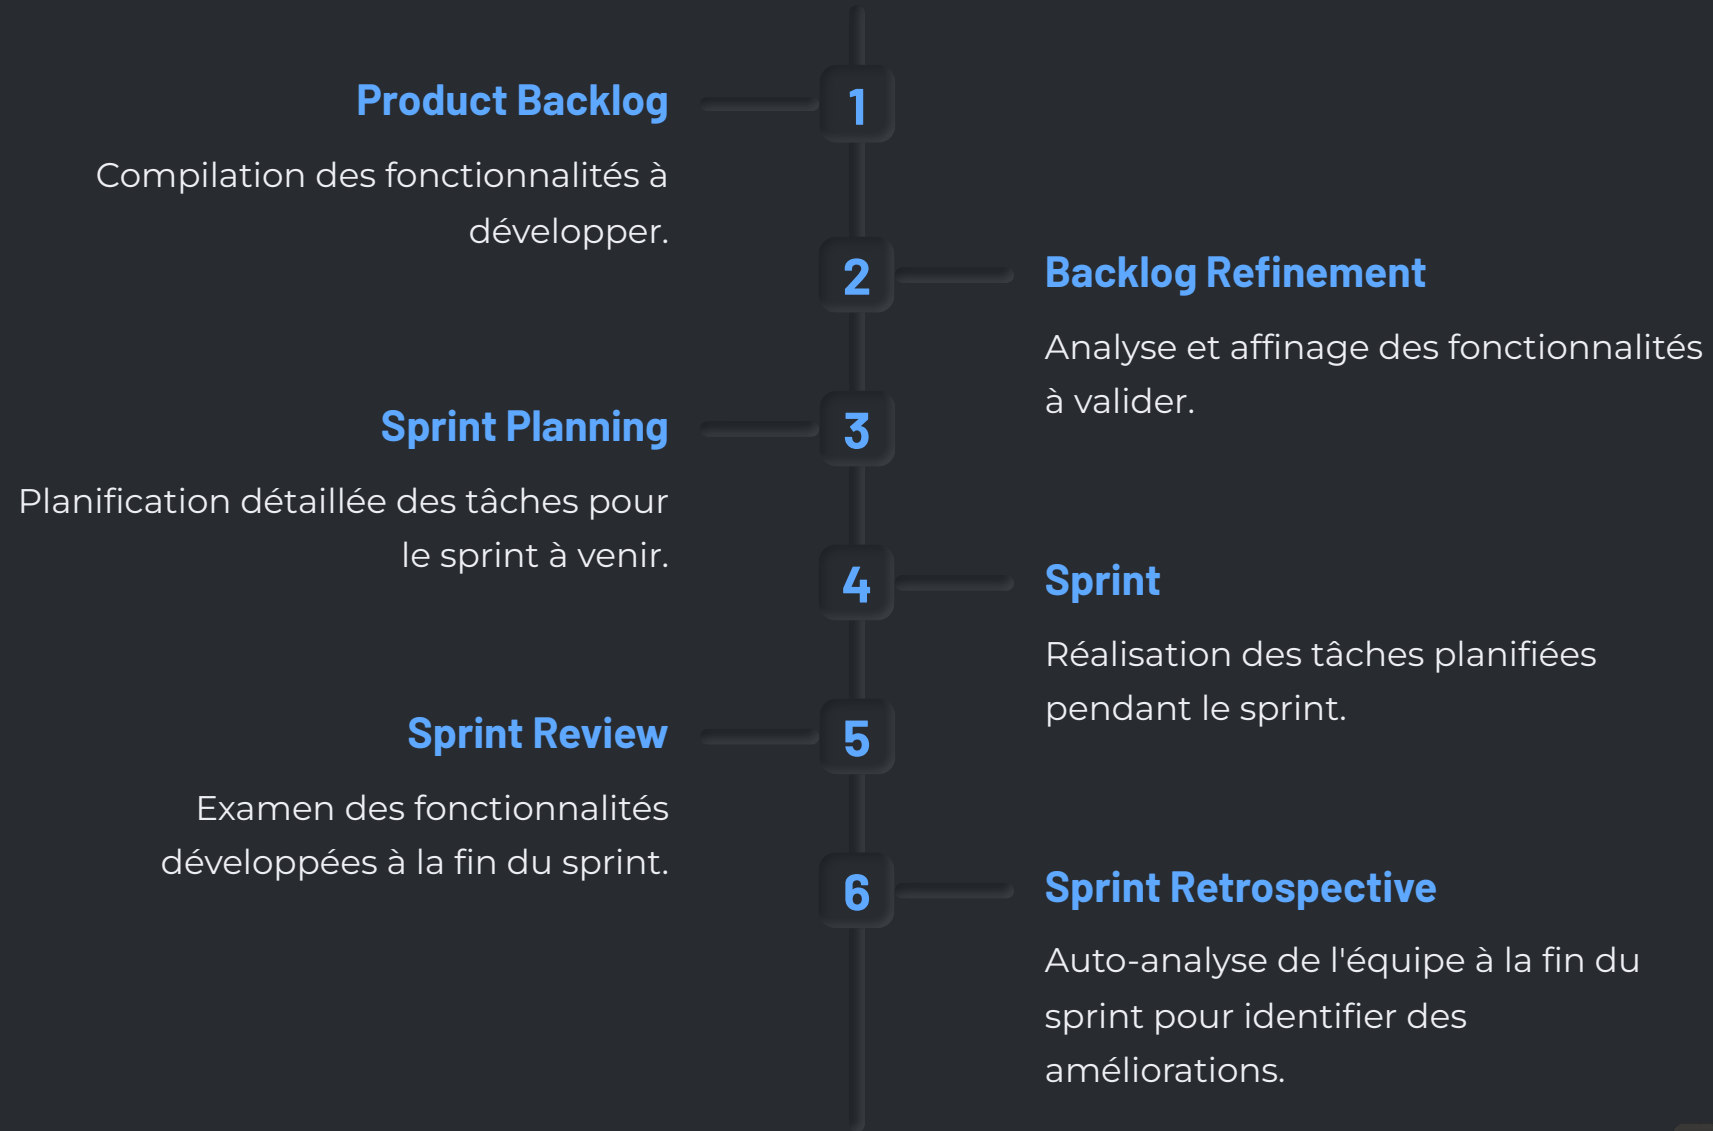 1
Product Backlog
Compilation des fonctionnalités à
développer.
2
Backlog Refinement
Analyse et affinage des fonctionnalités
à valider.
3
Sprint Planning
Planification détaillée des tâches pour
le sprint à venir.
4
Sprint
Réalisation des tâches planifiées
pendant le sprint.
5
Sprint Review
Examen des fonctionnalités
développées à la fin du sprint.
6
Sprint Retrospective
Auto-analyse de l'équipe à la fin du
sprint pour identifier des
améliorations.